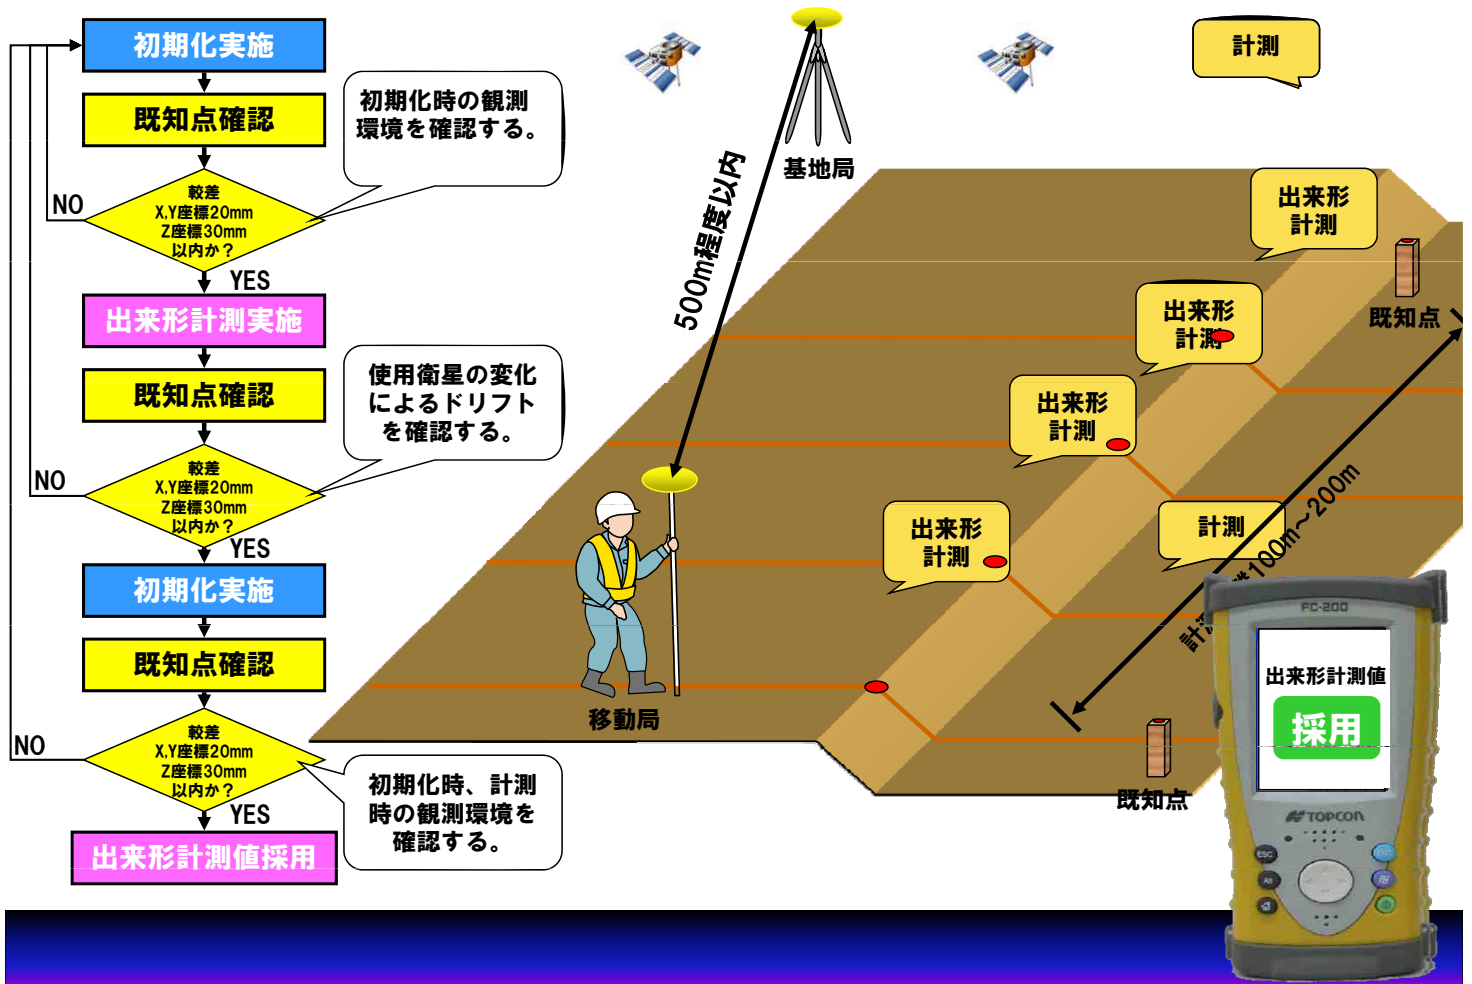 初期化実施
既知点確認
初期化時の観測
環境を確認する。
較差
X,Y座標20mm
Z座標30mm
以内か？
NO
YES
出来形計測実施
既知点確認
使用衛星の変化
によるドリフト
を確認する。
較差
X,Y座標20mm
Z座標30mm
以内か？
NO
YES
初期化実施
既知点確認
較差
X,Y座標20mm
Z座標30mm
以内か？
NO
YES
初期化時、計測
時の観測環境を
確認する。
出来形計測値採用
基地局
500m程度以内
移動局
計測
出来形
計測
既知点
出来形
計測
出来形
計測
出来形
計測
計測
100m～200m
既知点
FC-200
出来形計測値
採用
TOPCON
ESC
Alt